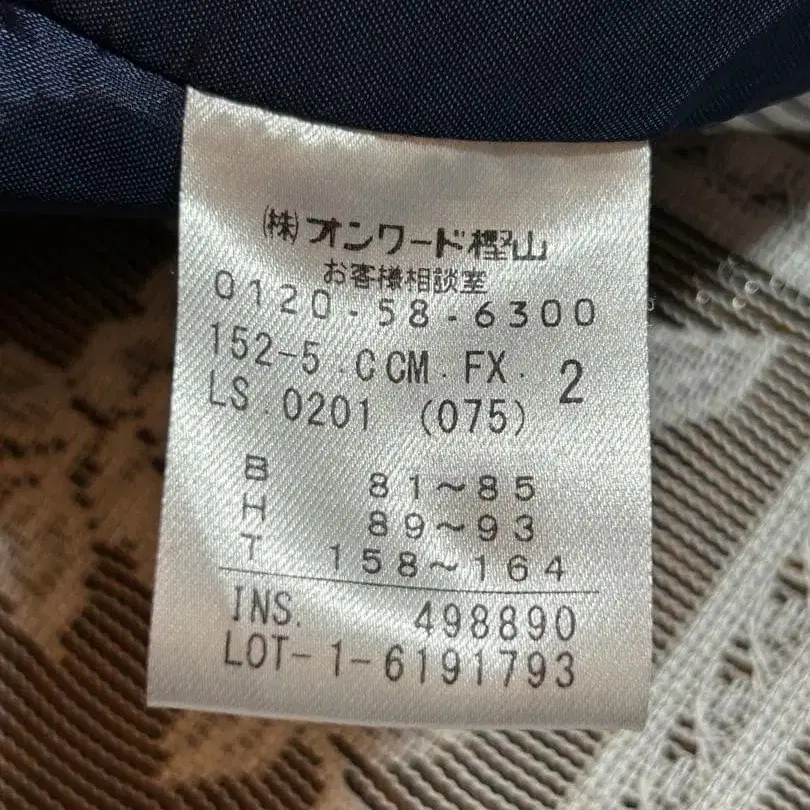 (株)オンワード樫山
お客様相談室
0120-58-6300
152-5.CCM.FX. 2
LS.0201 (075)
B 81~85
H 89~93
T 158~164
INS. 498890
LOT-1-6191793